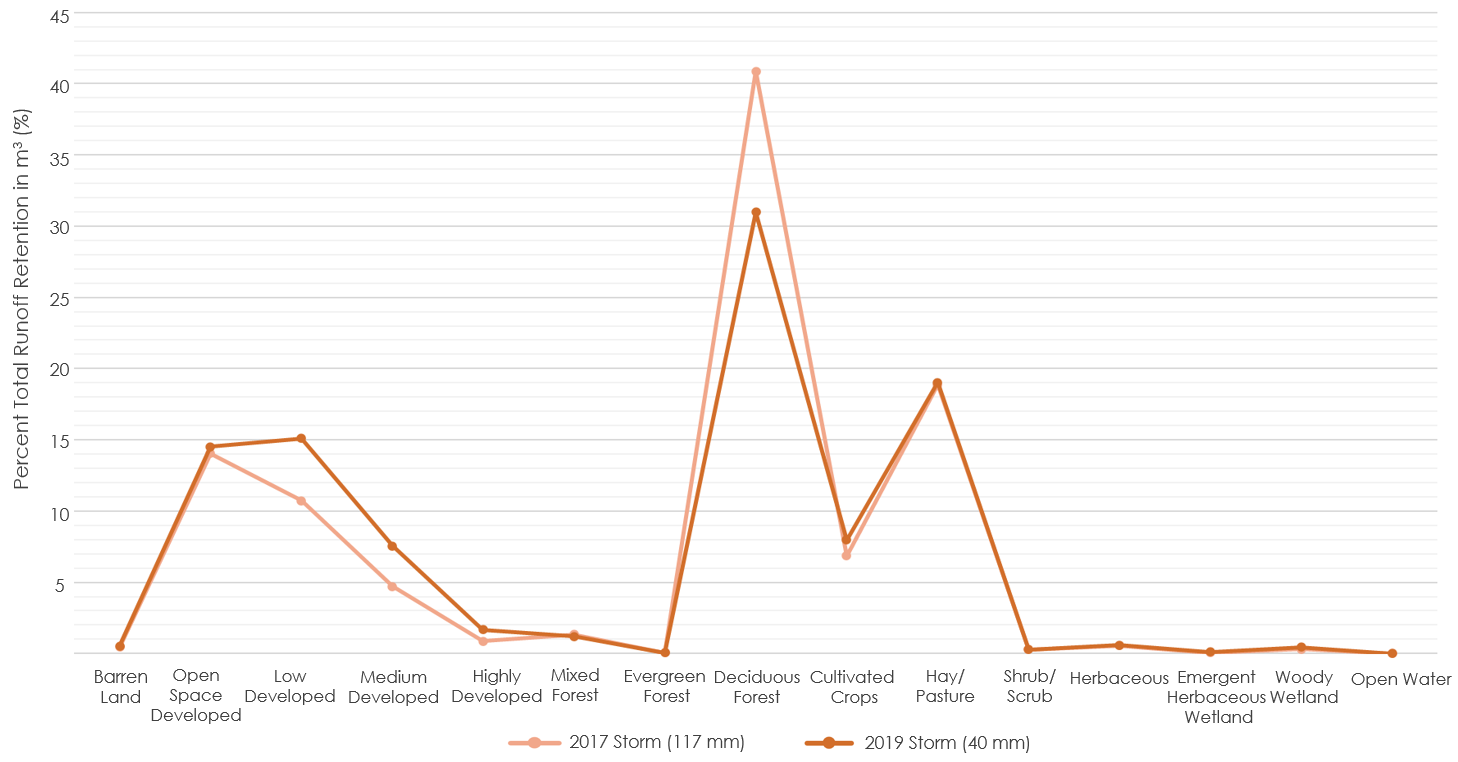 45
40
35
30
25
20
15
10
5
Percent Total Runoff Retention in m³ (%)
Barren
Land
Open
Space
Developed
Low
Developed
Medium
Developed
Highly
Developed
Mixed
Forest
Evergreen
Forest
Deciduous
Forest
Cultivated
Crops
Hay/
Pasture
Shrub/
Scrub
Herbaceous
Emergent
Herbaceous
Wetland
Woody
Wetland
Open Water
2017 Storm (117 mm)
2019 Storm (40 mm)